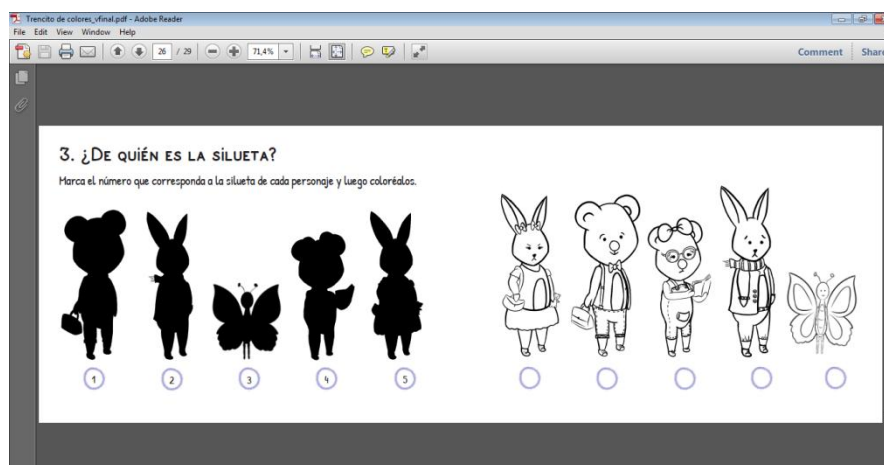 Trencito de colores_vfinal.pdf - Adobe Reader
File Edit View Window Help
26 / 29 71,4% Comment Share
3. ¿DE QUIÉN ES LA SILUETA?
Marca el número que corresponda a la silueta de cada personaje y luego coloréalos.
1 2 3 4 5